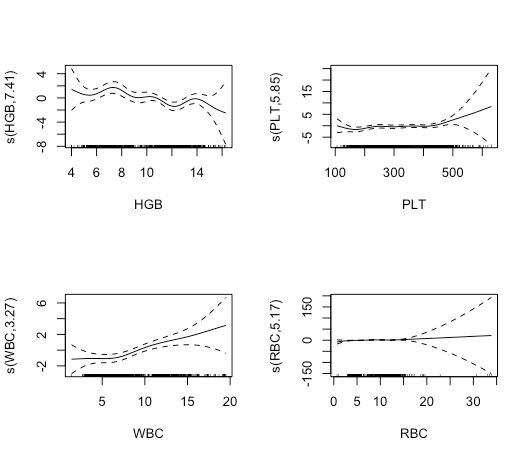 s(HGB,7.41)
4
0
-4
-8
4 6 8 10 12 14
HGB
s(PLT,5.85)
15
5
-5
100 300 500
PLT
s(WBC,3.27)
6
2
-2
5 10 15 20
WBC
s(RBC,5.17)
150
0
-150
0 5 10 20 30
RBC